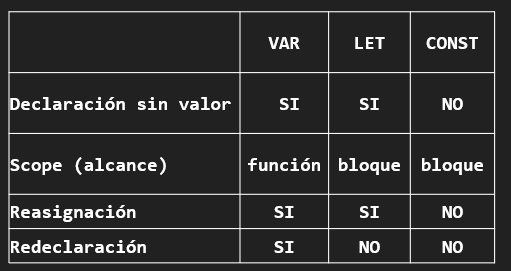 VAR LET CONST
Declaración sin valor SI SI NO
Scope (alcance) función bloque bloque
Reasignación SI SI NO
Redeclaración SI NO NO